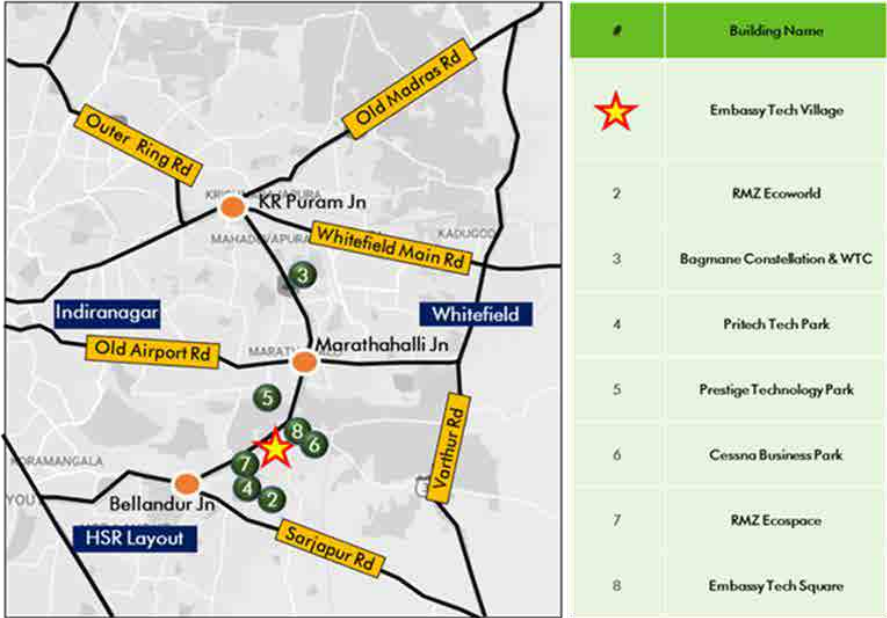 Outer Ring Rd
Old Madras Rd
KR Puram Jn
MAHADEVAPURA
Whitefield Main Rd
KADUGODI
3
Indiranagar
Whitefield
Old Airport Rd
Marathahalli Jn
5
8
6
Varthur Rd
KORAMANGALA
7
4
2
Bellandur Jn
HSR Layout
Sarjapur Rd
# Building Name
Embassy Tech Village
2 RMZ Ecoworld
3 Bagmane Constellation & WTC
4 Pritech Tech Park
5 Prestige Technology Park
6 Cessna Business Park
7 RMZ Ecospace
8 Embassy Tech Square